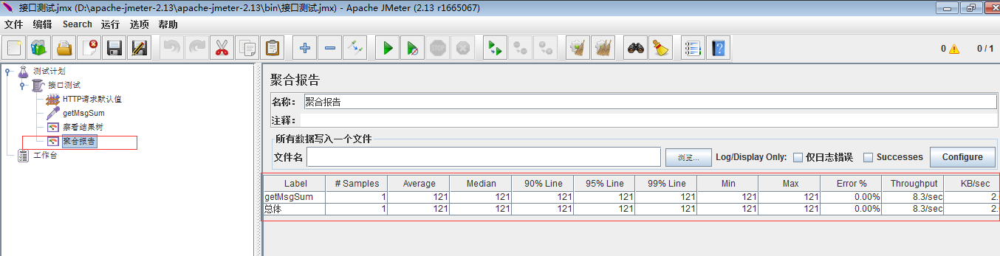 接口测试.jmx (D:\apache-jmeter-2.13\apache-jmeter-2.13\bin\接口测试.jmx) - Apache JMeter (2.13 r1665067)
文件 编辑 Search 运行 选项 帮助
STOP
0 0 / 1
测试计划
接口测试
HTTP请求默认值
getMsgSum
察看结果树
聚合报告
工作台
聚合报告
名称: 聚合报告
注释:
所有数据写入一个文件
文件名 浏览... Log/Display Only: 仅日志错误 Successes Configure
Label # Samples Average Median 90% Line 95% Line 99% Line Min Max Error % Throughput KB/sec
getMsgSum 1 121 121 121 121 121 121 121 0.00% 8.3/sec 2.
总体 1 121 121 121 121 121 121 121 0.00% 8.3/sec 2.